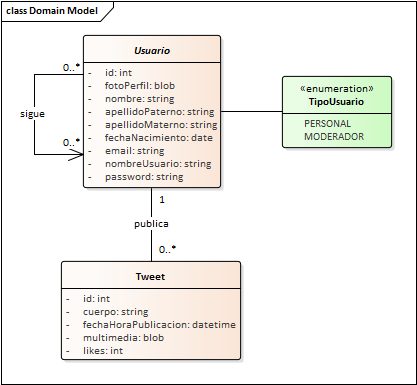 class Domain Model
Usuario
- id: int
- fotoPerfil: blob
- nombre: string
- apellidoPaterno: string
- apellidoMaterno: string
- fechaNacimiento: date
- email: string
- nombreUsuario: string
- password: string
0..*
sigue
0..*
«enumeration»
TipoUsuario
PERSONAL
MODERADOR
1
publica
0..*
Tweet
- id: int
- cuerpo: string
- fechaHoraPublicacion: datetime
- multimedia: blob
- likes: int